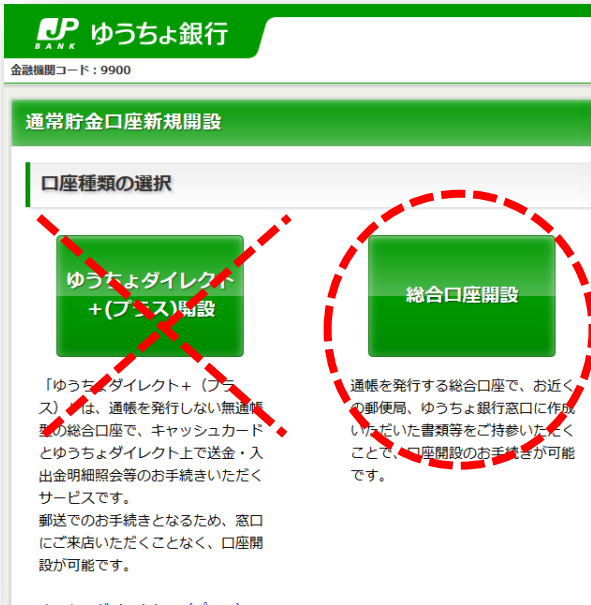 JP
BANK
ゆうちょ銀行
金融機関コード：9900
通常貯金口座新規開設
口座種類の選択
ゆうちょダイレクト
+(プラス)開設
「ゆうちょダイレクト+（プラ
ス）」は、通帳を発行しない無通帳
型の総合口座で、キャッシュカード
とゆうちょダイレクト上で送金・入
出金明細照会等のお手続きいただく
サービスです。
郵送でのお手続きとなるため、窓口
にご来店いただくことなく、口座開
設が可能です。
総合口座開設
通帳を発行する総合口座で、お近く
の郵便局、ゆうちょ銀行窓口に作成
いただいた書類等をご持参いただく
ことで、口座開設のお手続きが可能
です。